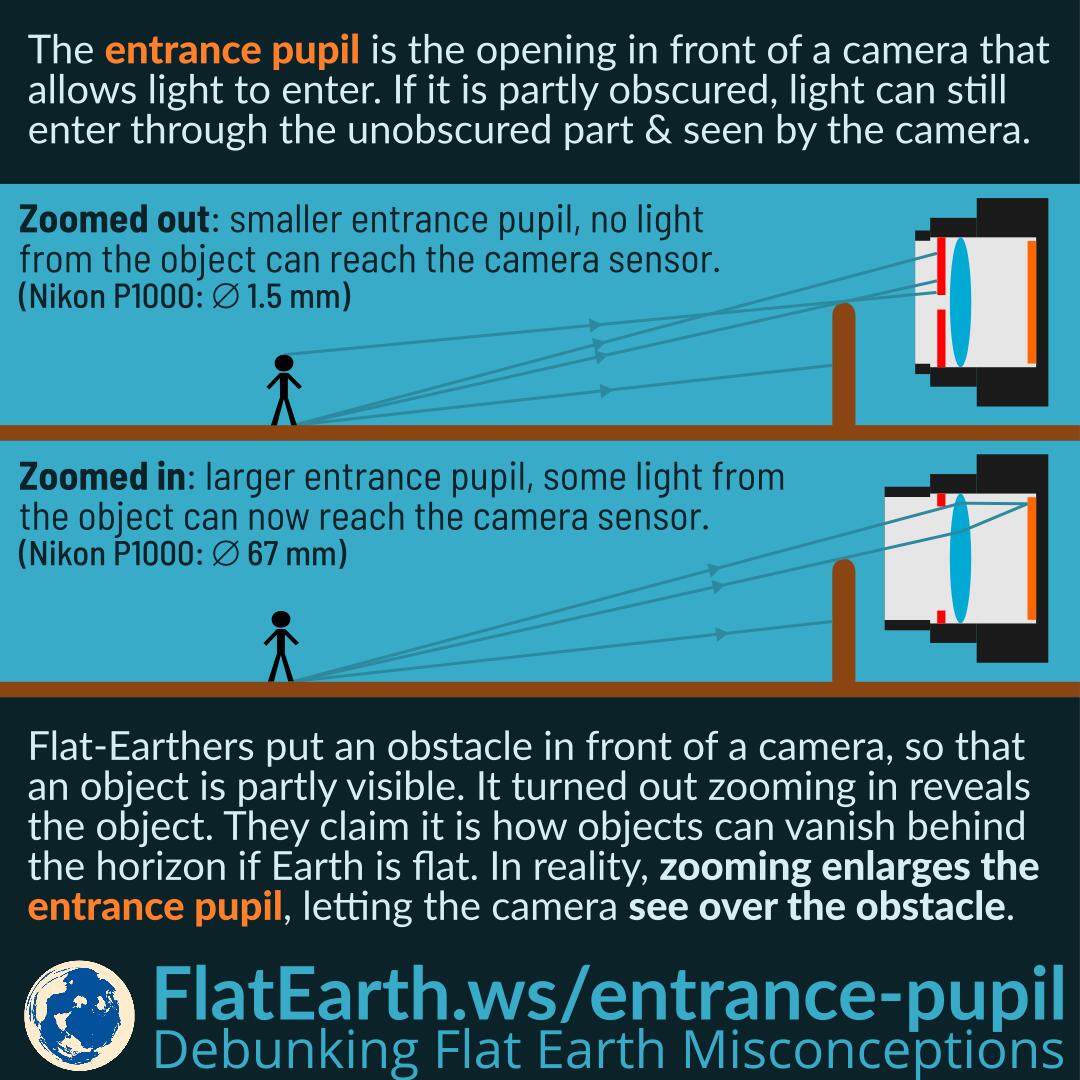 The entrance pupil is the opening in front of a camera that
allows light to enter. If it is partly obscured, light can still
enter through the unobscured part & seen by the camera.
Zoomed out: smaller entrance pupil, no light
from the object can reach the camera sensor.
(Nikon P1000: ∅ 1.5 mm)
Zoomed in: larger entrance pupil, some light from
the object can now reach the camera sensor.
(Nikon P1000: ∅ 67 mm)
Flat-Earthers put an obstacle in front of a camera, so that
an object is partly visible. It turned out zooming in reveals
the object. They claim it is how objects can vanish behind
the horizon if Earth is flat. In reality, zooming enlarges the
entrance pupil, letting the camera see over the obstacle.
FlatEarth.ws/entrance-pupil
Debunking Flat Earth Misconceptions